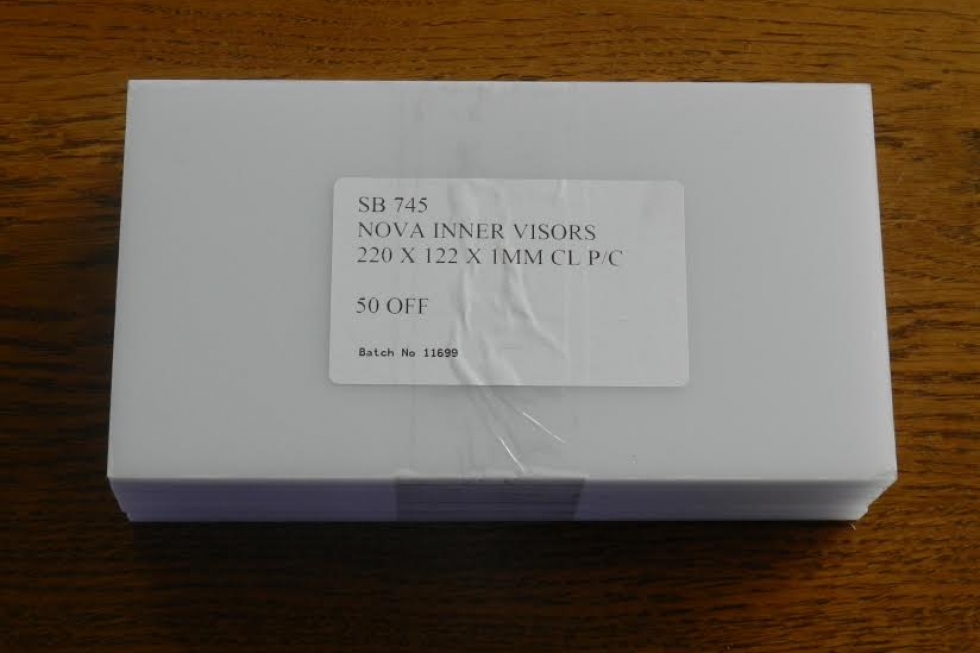 SB 745
NOVA INNER VISORS
220 X 122 X 1MM CL P/C
50 OFF
Batch No 11699